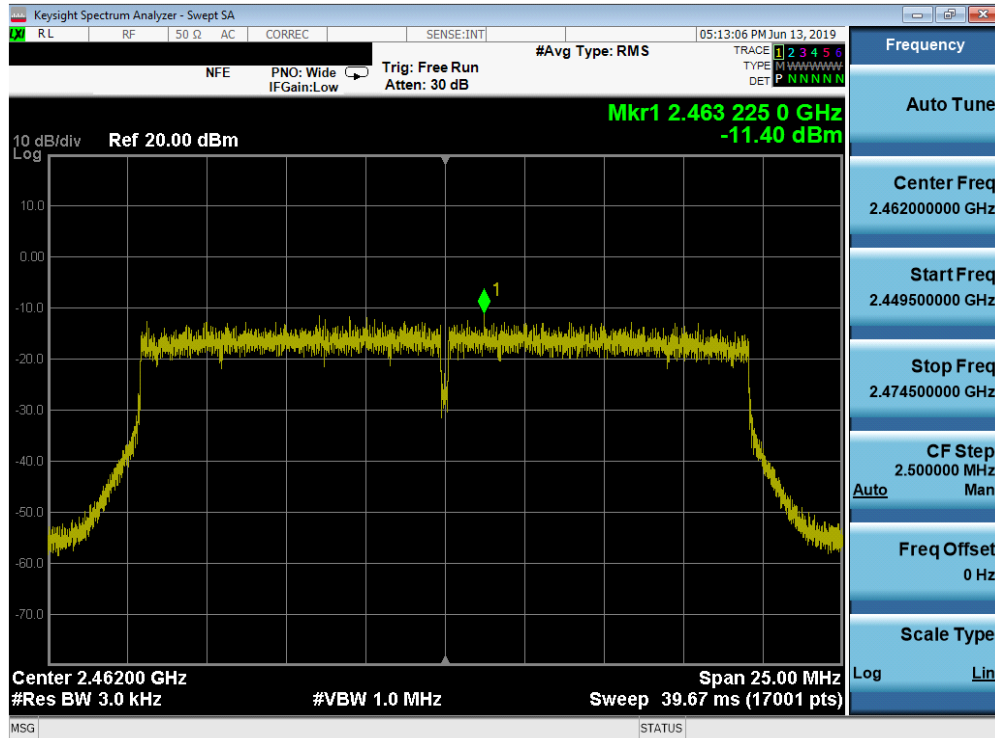 Keysight Spectrum Analyzer - Swept SA
LXI RL RF 50 Ω AC CORREC SENSE:INT 05:13:06 PM Jun 13, 2019
#Avg Type: RMS
TRACE 1 2 3 4 5 6
TYPE M WWWWW
DET P N N N N N
NFE
PNO: Wide
IFGain:Low
Trig: Free Run
Atten: 30 dB
Mkr1 2.463 225 0 GHz
-11.40 dBm
10 dB/div
Log
Ref 20.00 dBm
10.0
0.00
-10.0
-20.0
-30.0
-40.0
-50.0
-60.0
-70.0
1
Center 2.46200 GHz
#Res BW 3.0 kHz
#VBW 1.0 MHz
Span 25.00 MHz
Sweep 39.67 ms (17001 pts)
MSG
STATUS
Frequency
Auto Tune
Center Freq
2.462000000 GHz
Start Freq
2.449500000 GHz
Stop Freq
2.474500000 GHz
CF Step
2.500000 MHz
Auto Man
Freq Offset
0 Hz
Scale Type
Log Lin